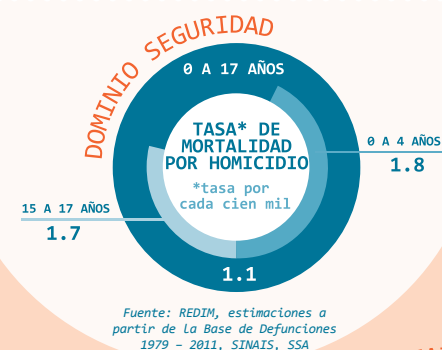 DOMINIO SEGURIDAD
0 A 17 AÑOS
TASA* DE
MORTALIDAD
POR HOMICIDIO
*tasa por
cada cien mil
0 A 4 AÑOS
1.8
15 A 17 AÑOS
1.7
1.1
Fuente: REDIM, estimaciones a
partir de la Base de Defunciones
1979 – 2011, SINAIS, SSA